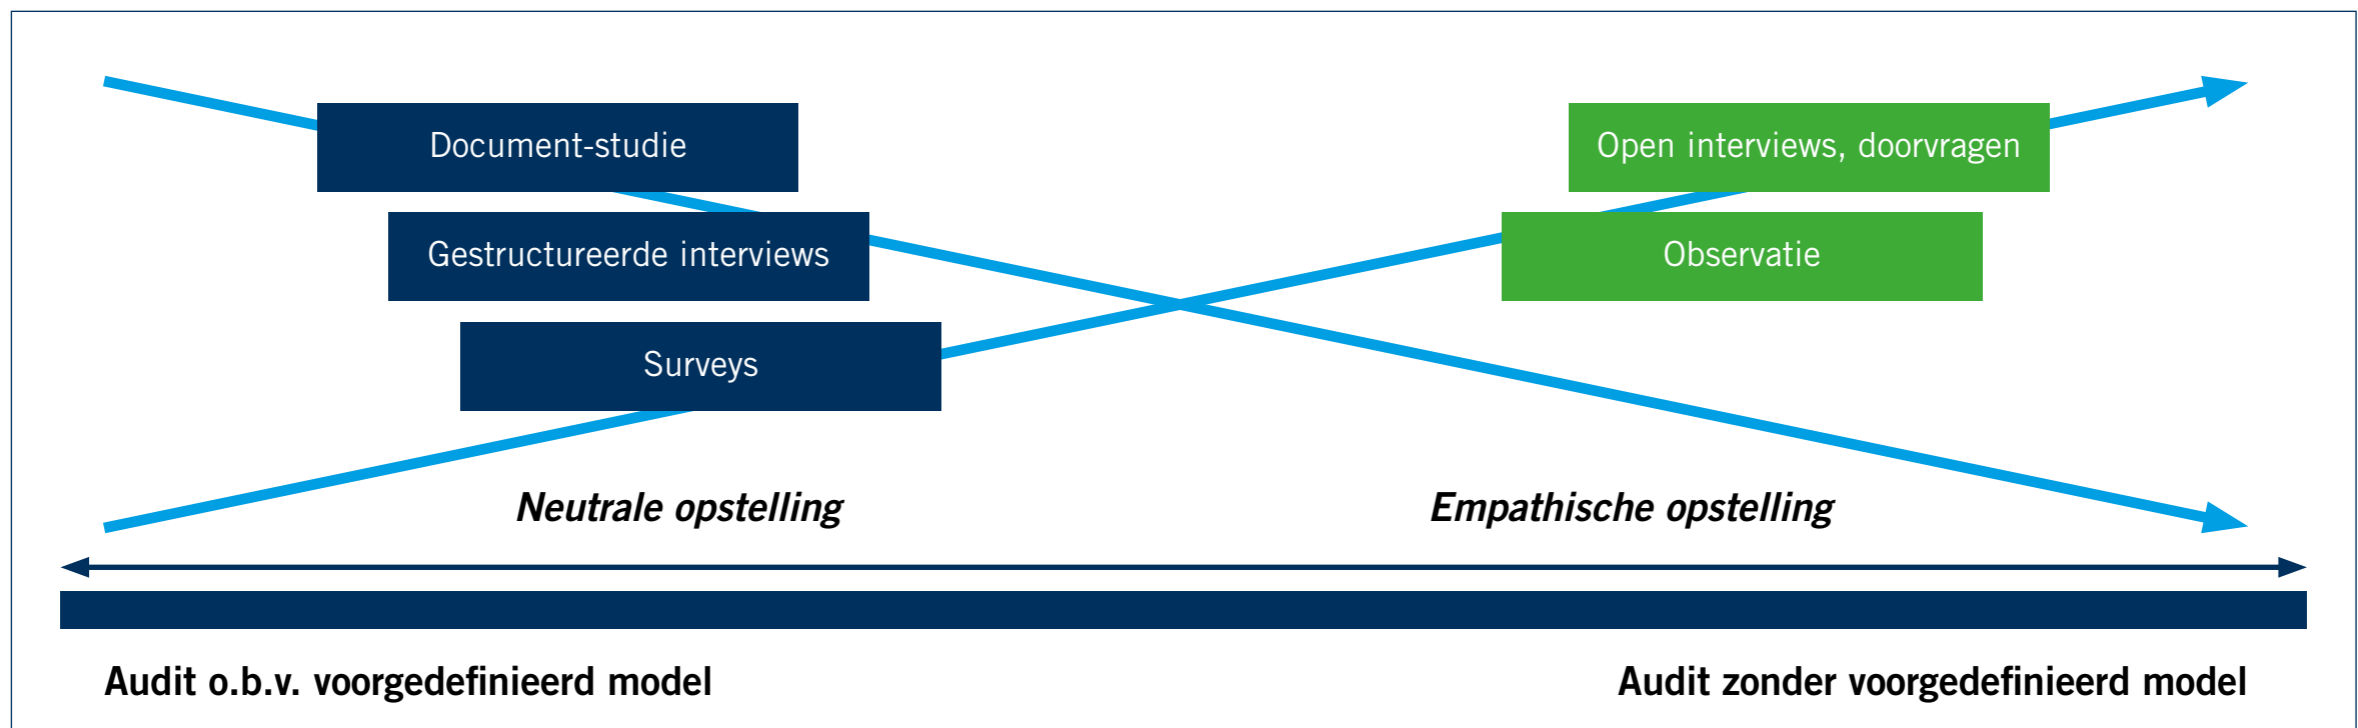 Document-studie
Open interviews, doorvragen
Gestructureerde interviews
Observatie
Surveys
Neutrale opstelling
Empathische opstelling
Audit o.b.v. voorgedefinieerd model
Audit zonder voorgedefinieerd model